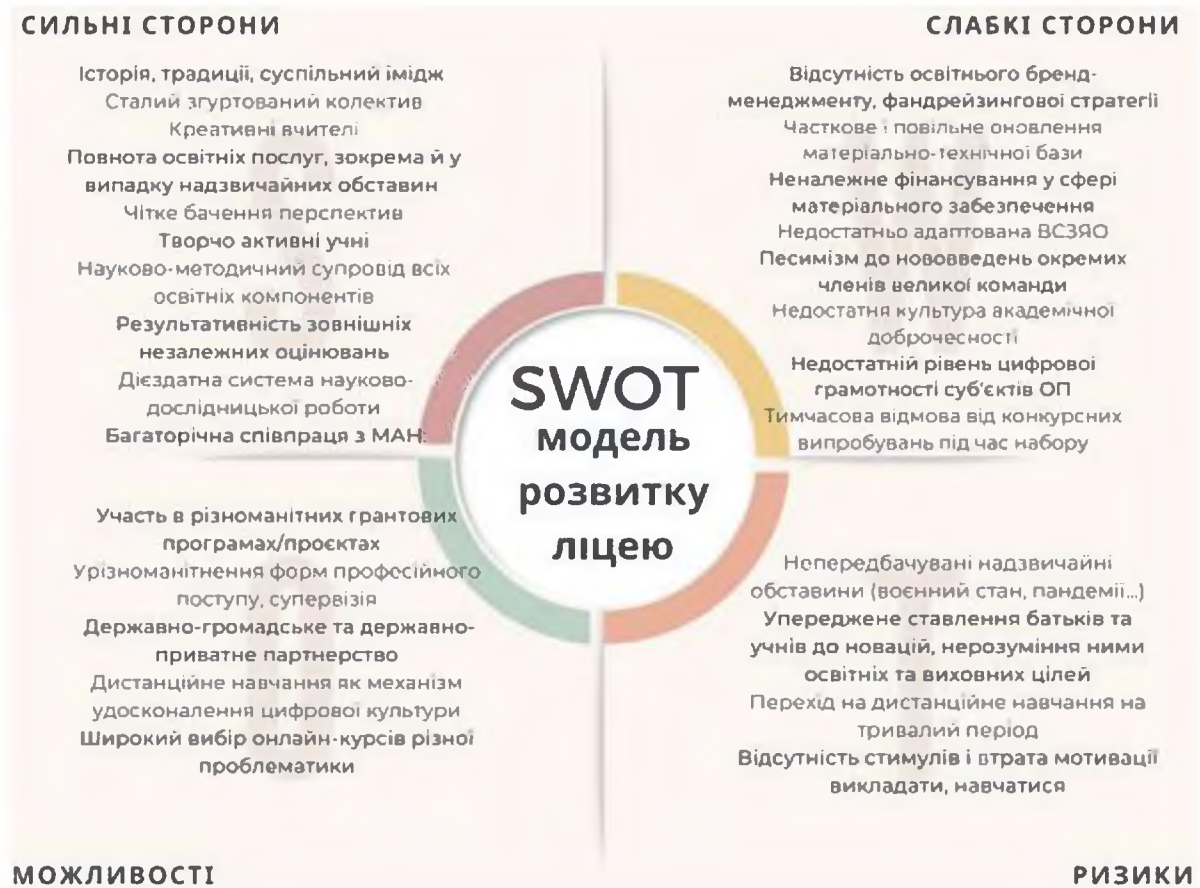 СИЛЬНІ СТОРОНИ
Історія, традиції, суспільний імідж
Сталий згуртований колектив
Креативні вчителі
Повнота освітніх послуг, зокрема й у
випадку надзвичайних обставин
Чітке бачення перспектив
Творчо активні учні
Науково-методичний супровід всіх
освітніх компонентів
Результативність зовнішніх
незалежних оцінювань
Дієздатна система науково-
дослідницької роботи
Багаторічна співпраця з МАН.
СЛАБКІ СТОРОНИ
Відсутність освітнього бренд-
менеджменту, фандрейзингової стратегії
Часткове і повільне оновлення
матеріально-технічної бази
Неналежне фінансування у сфері
матеріального забезпечення
Недостатньо адаптована ВСЗЯО
Песимізм до нововведень окремих
членів великої команди
Недостатня культура академічної
доброчесності
Недостатній рівень цифрової
грамотності суб'єктів ОП
Тимчасова відмова від конкурсних
випробувань під час набору
SWOT
модель
розвитку
ліцею
Участь в різноманітних грантових
програмах/проєктах
Урізноманітнення форм професійного
поступу, супервізія
Державно-громадське та державно-
приватне партнерство
Дистанційне навчання як механізм
удосконалення цифрової культури
Широкий вибір онлайн-курсів різної
проблематики
МОЖЛИВОСТІ
Непередбачувані надзвичайні
обставини (воєнний стан, пандемії...)
Упереджене ставлення батьків та
учнів до новацій, нерозуміння ними
освітніх та виховних цілей
Перехід на дистанційне навчання на
тривалий період
Відсутність стимулів і втрата мотивації
викладати, навчатися
РИЗИКИ